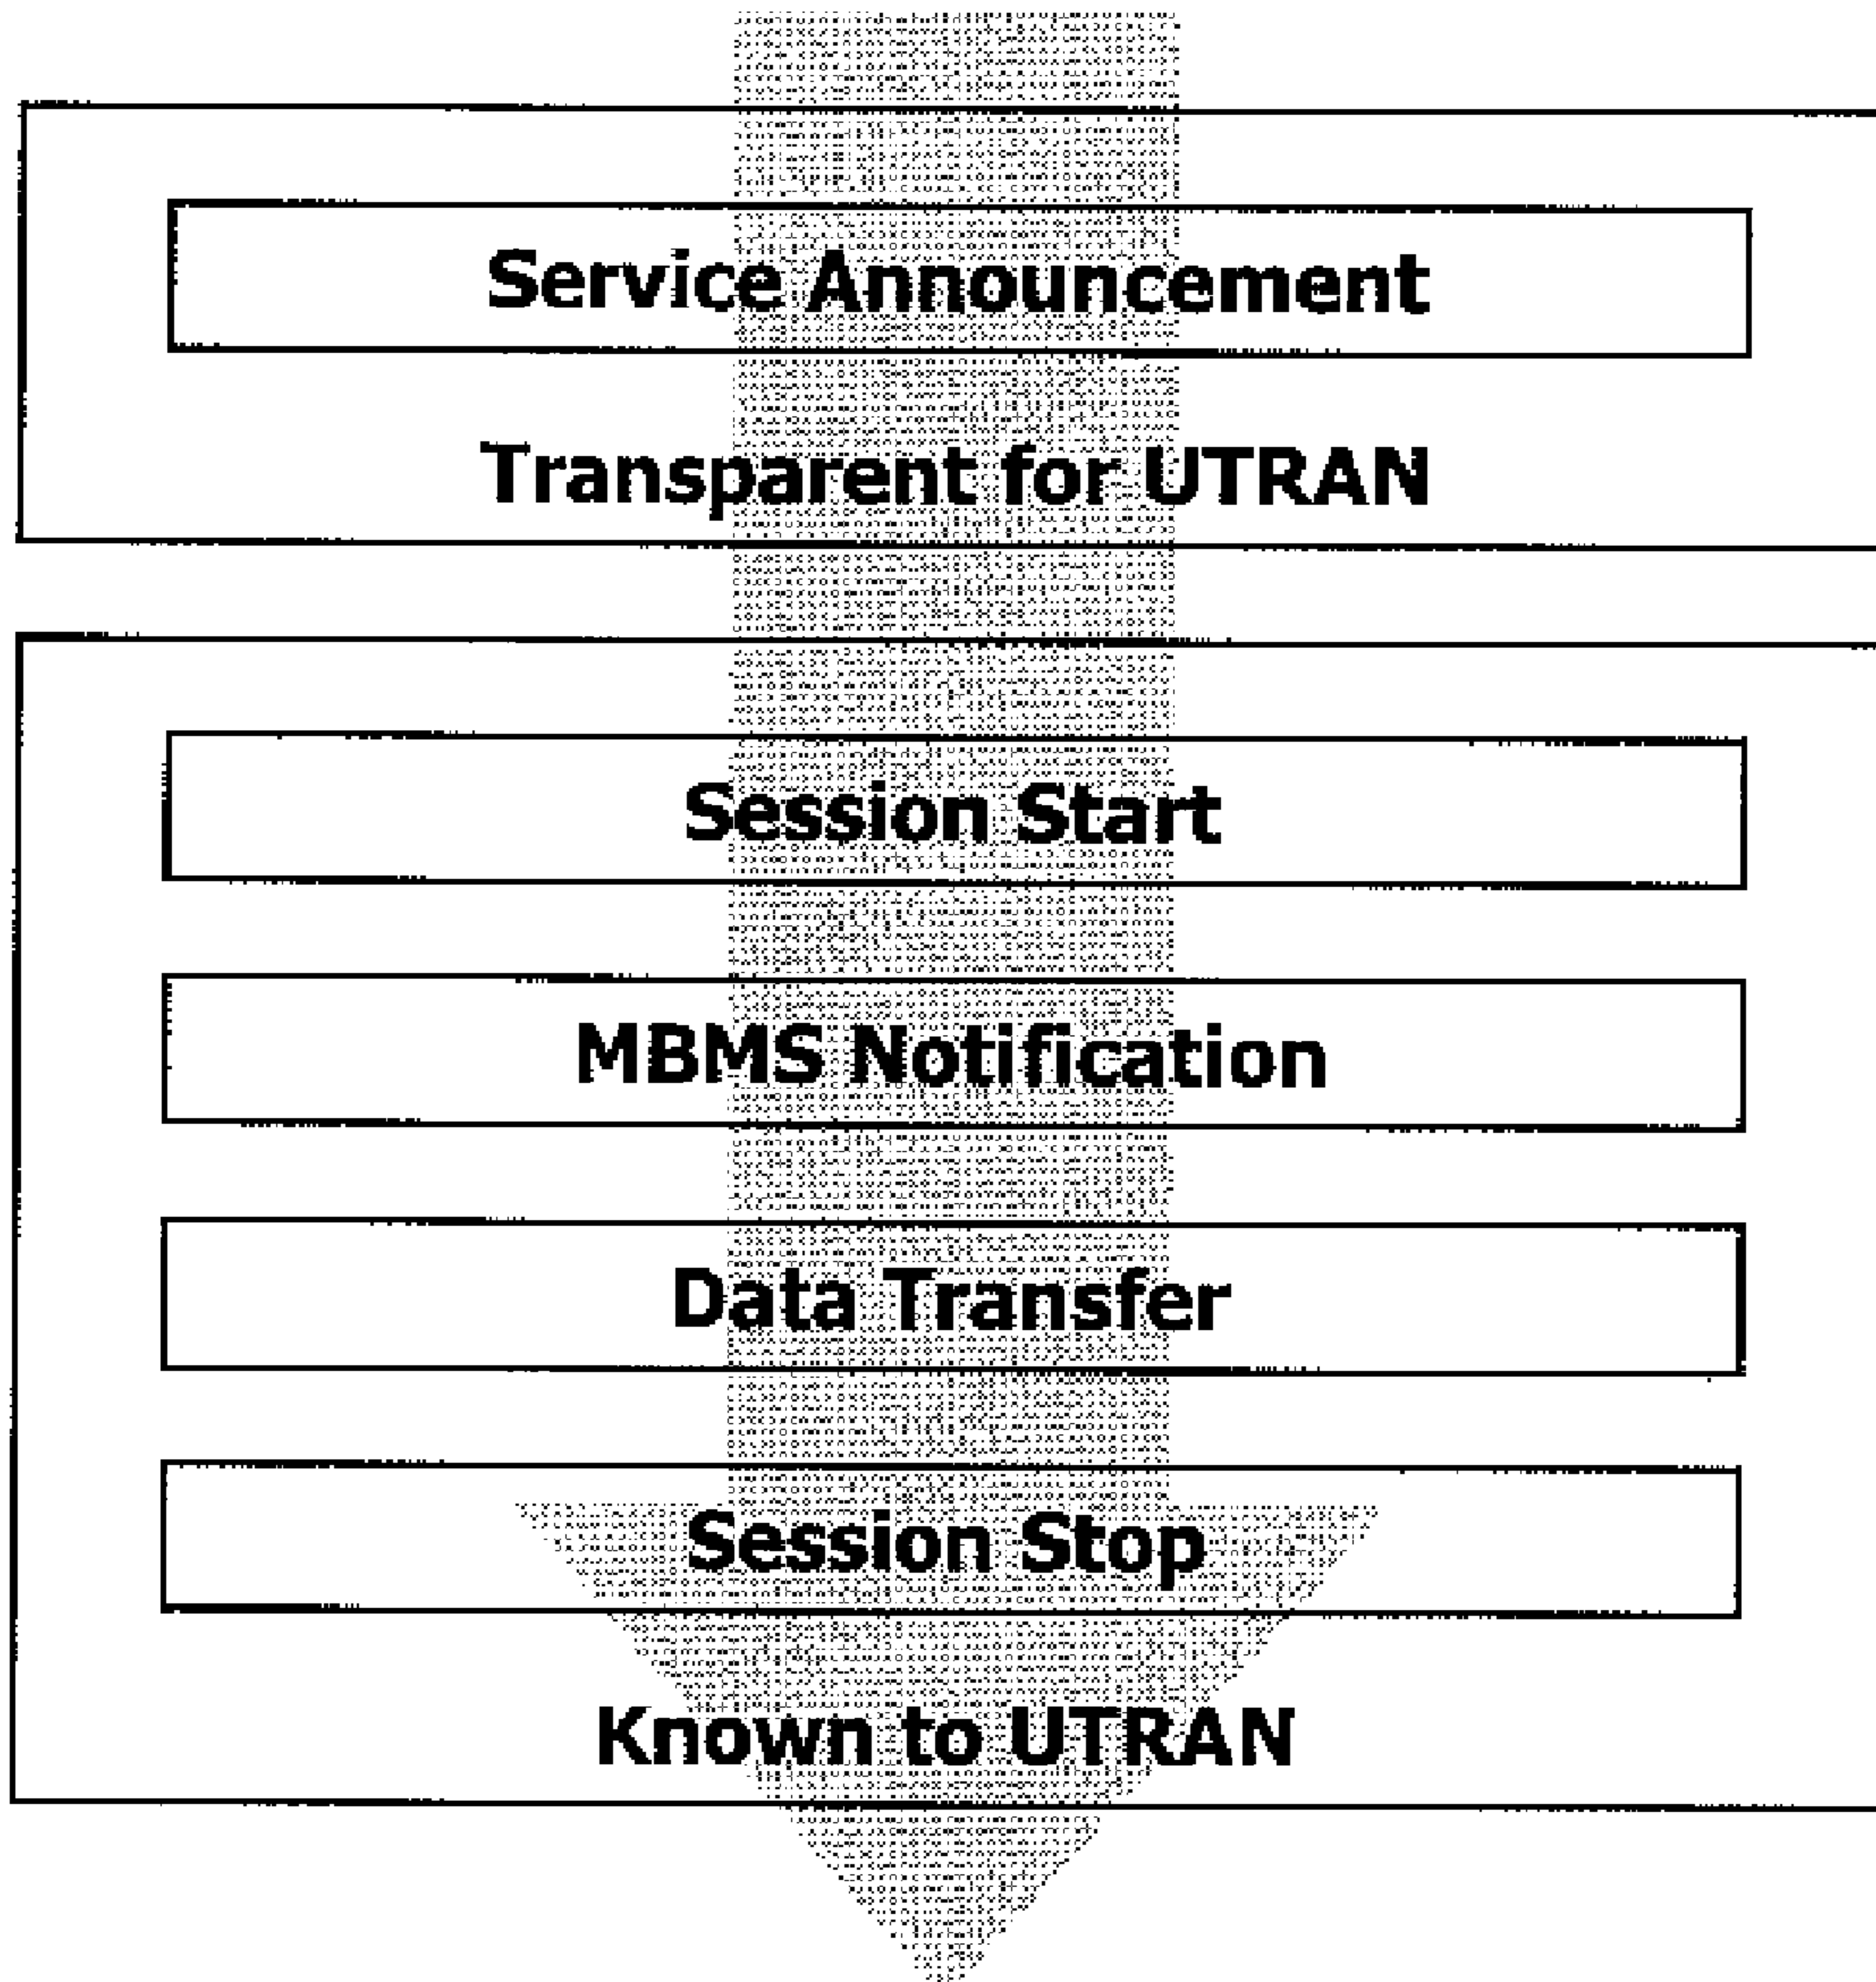 Service Announcement
Transparent for UTRAN
Session Start
MBMS Notification
Data Transfer
Session Stop
Known to UTRAN